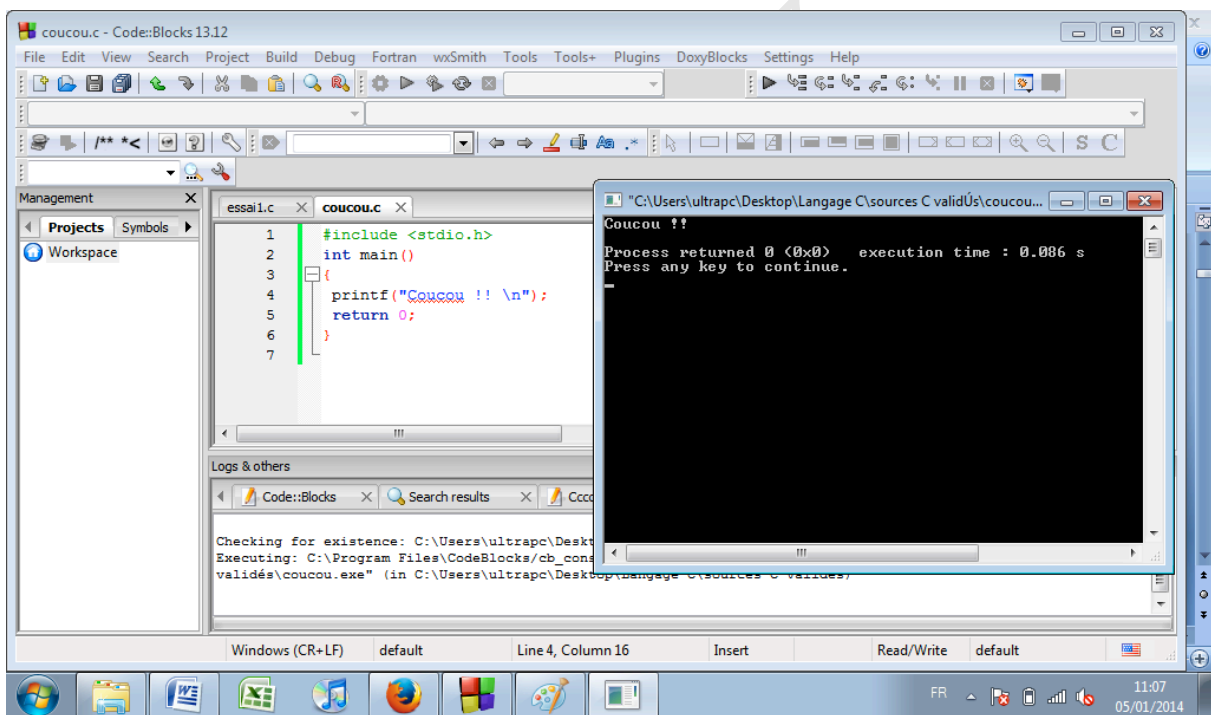 coucou.c - Code::Blocks 13.12
File Edit View Search Project Build Debug Fortran wxSmith Tools Tools+ Plugins DoxyBlocks Settings Help
/** *<
S C
Management
Projects Symbols
Workspace
essai1.c coucou.c
1 #include <stdio.h>
2 int main()
3 {
4 printf("Coucou !! \n");
5 return 0;
6 }
7
"C:\Users\ultrapc\Desktop\Langage C\sources C validÚs\coucou...
Coucou !!
Process returned 0 (0x0) execution time : 0.086 s
Press any key to continue.
Logs & others
Code::Blocks Search results Cccc
Checking for existence: C:\Users\ultrapc\Deskt
Executing: C:\Program Files\CodeBlocks/cb_cons
validés\coucou.exe" (in C:\Users\ultrapc\Desktop\Langage C\sources C validés)
Windows (CR+LF) default Line 4, Column 16 Insert Read/Write default
FR 11:07
05/01/2014